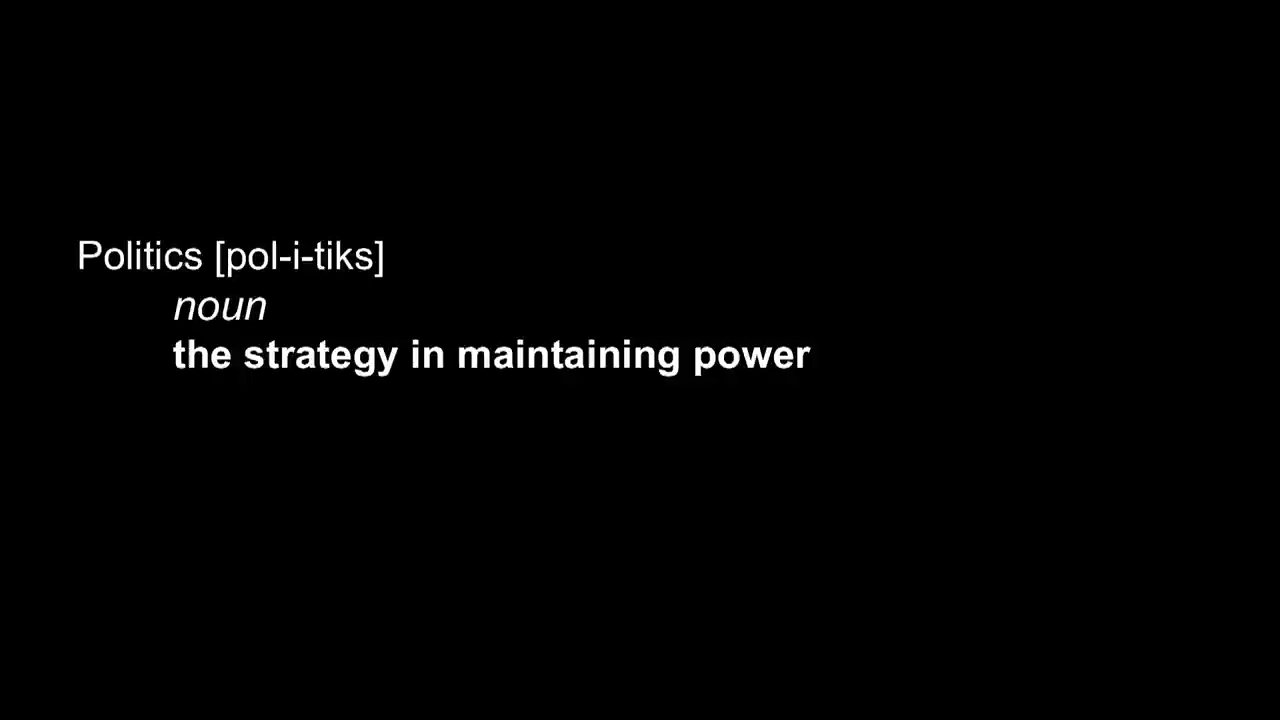 Politics [pol-i-tiks]
noun
the strategy in maintaining power